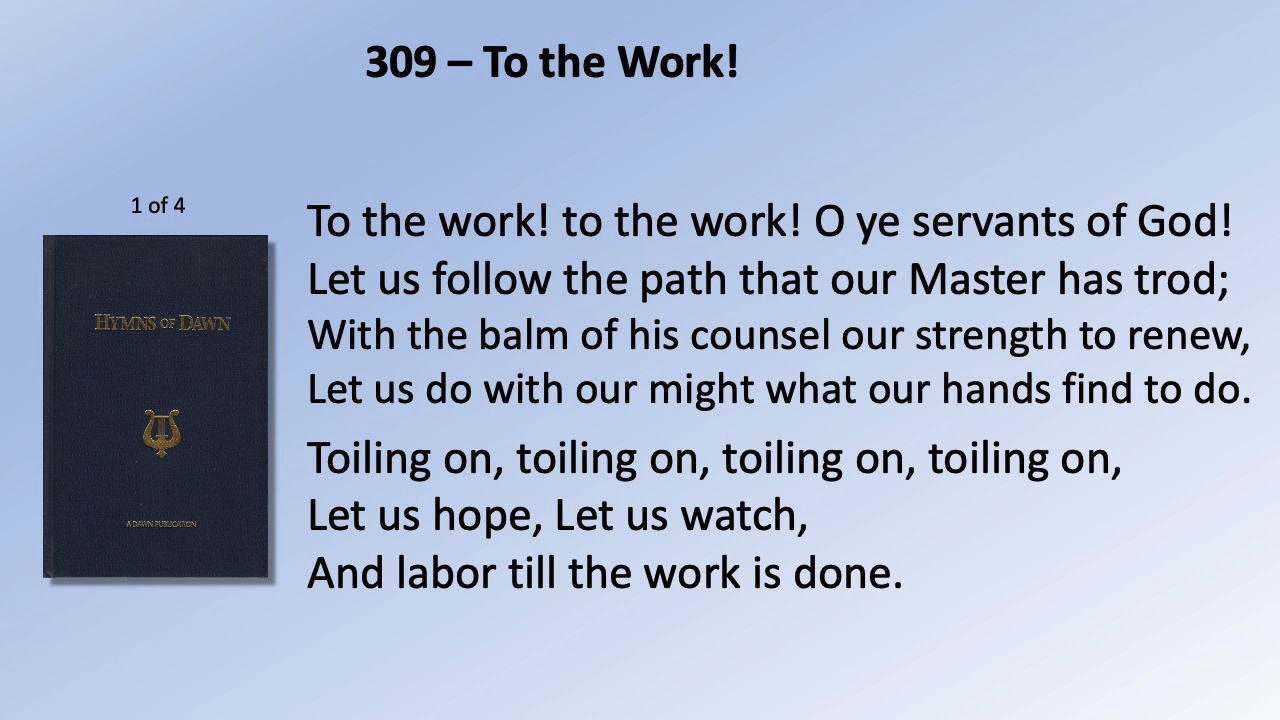 309 – To the Work!
1 of 4
HYMNS OF DAWN
A DAWN PUBLICATION
To the work! to the work! O ye servants of God!
Let us follow the path that our Master has trod;
With the balm of his counsel our strength to renew,
Let us do with our might what our hands find to do.
Toiling on, toiling on, toiling on, toiling on,
Let us hope, Let us watch,
And labor till the work is done.